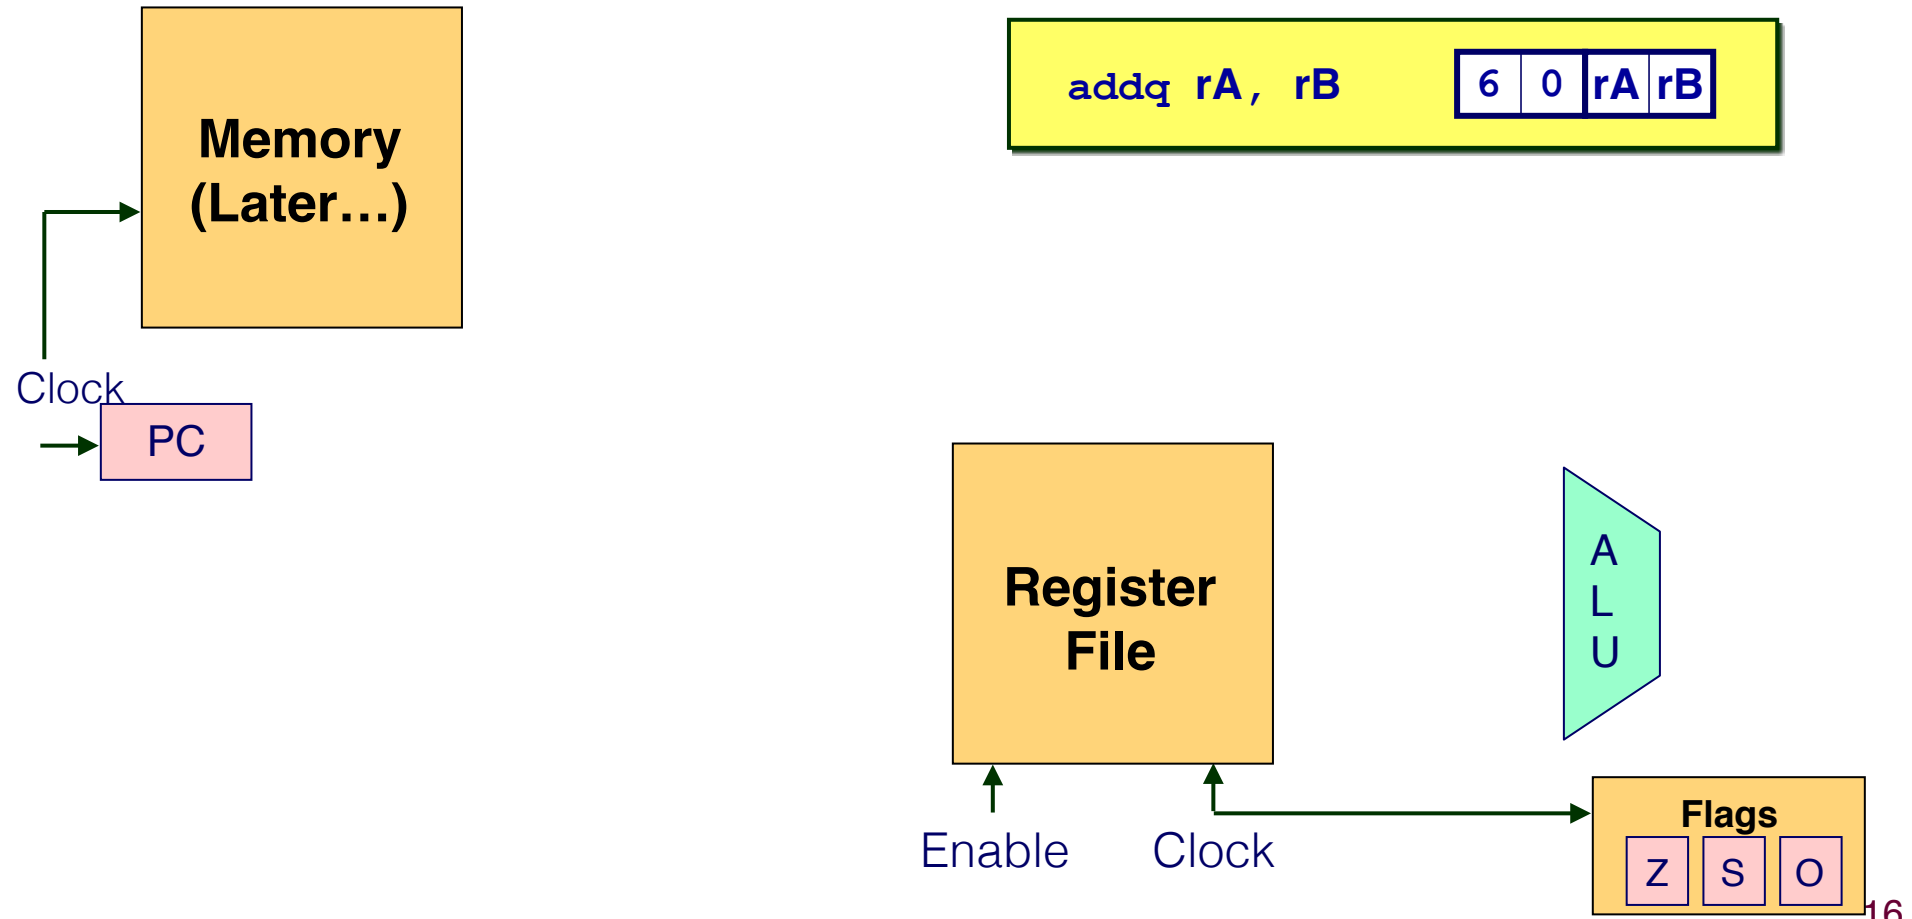 Memory
(Later…)
addq rA, rB
6 0 rA rB
Clock
PC
Register
File
A
L
U
Enable
Clock
Flags
Z S O
16